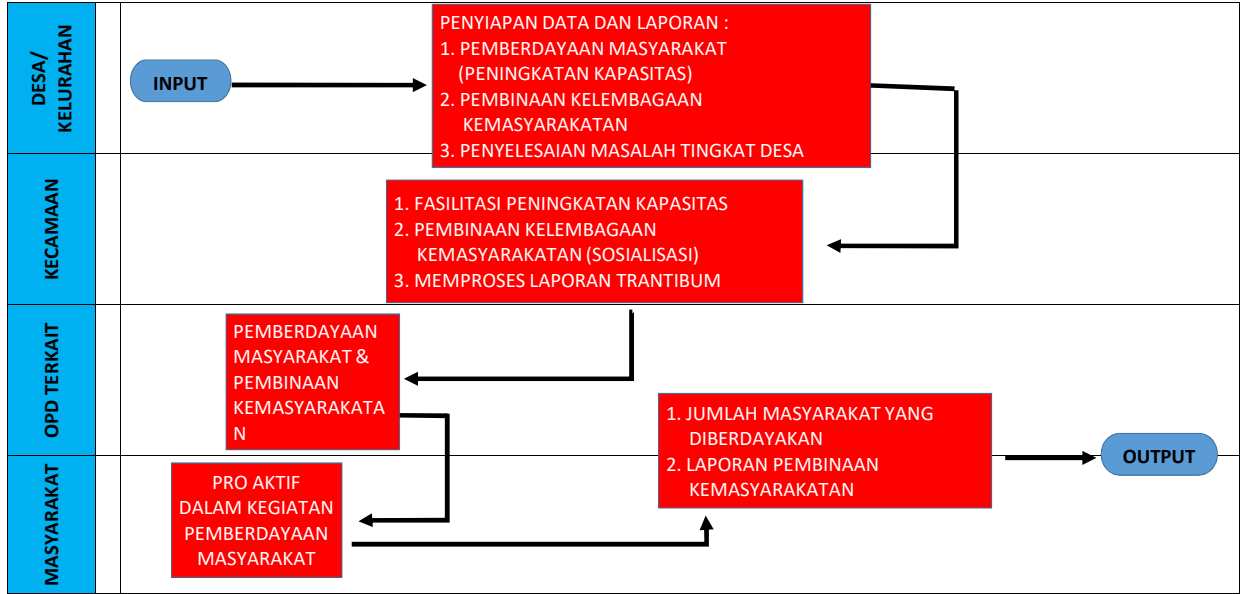 DESA/
KELURAHAN
INPUT
PENYIAPAN DATA DAN LAPORAN :
1. PEMBERDAYAAN MASYARAKAT
(PENINGKATAN KAPASITAS)
2. PEMBINAAN KELEMBAGAAN
KEMASYARAKATAN
3. PENYELESAIAN MASALAH TINGKAT DESA
KECAMAAN
1. FASILITASI PENINGKATAN KAPASITAS
2. PEMBINAAN KELEMBAGAAN
KEMASYARAKATAN (SOSIALISASI)
3. MEMPROSES LAPORAN TRANTIBUM
OPD TERKAIT
PEMBERDAYAAN
MASYARAKAT &
PEMBINAAN
KEMASYARAKATA
N
1. JUMLAH MASYARAKAT YANG
DIBERDAYAKAN
2. LAPORAN PEMBINAAN
KEMASYARAKATAN
OUTPUT
MASYARAKAT
PRO AKTIF
DALAM KEGIATAN
PEMBERDAYAAN
MASYARAKAT